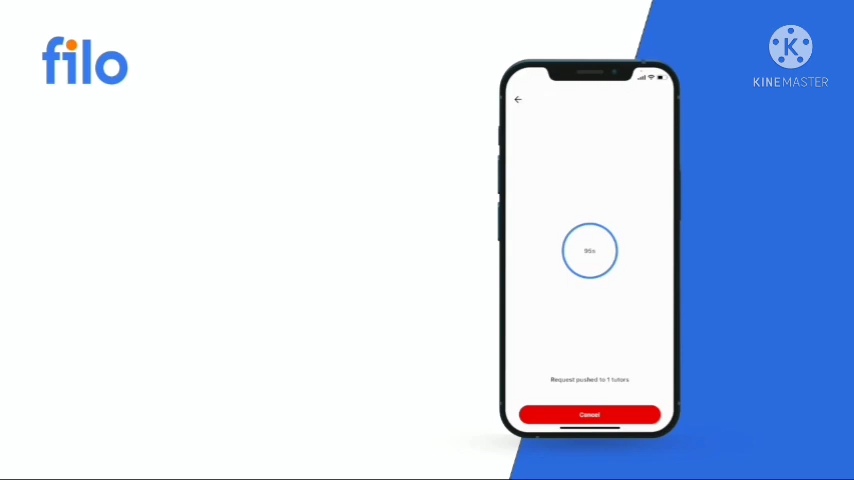 filo
K
KINEMASTER
95s
Request pushed to 1 tutors
Cancel